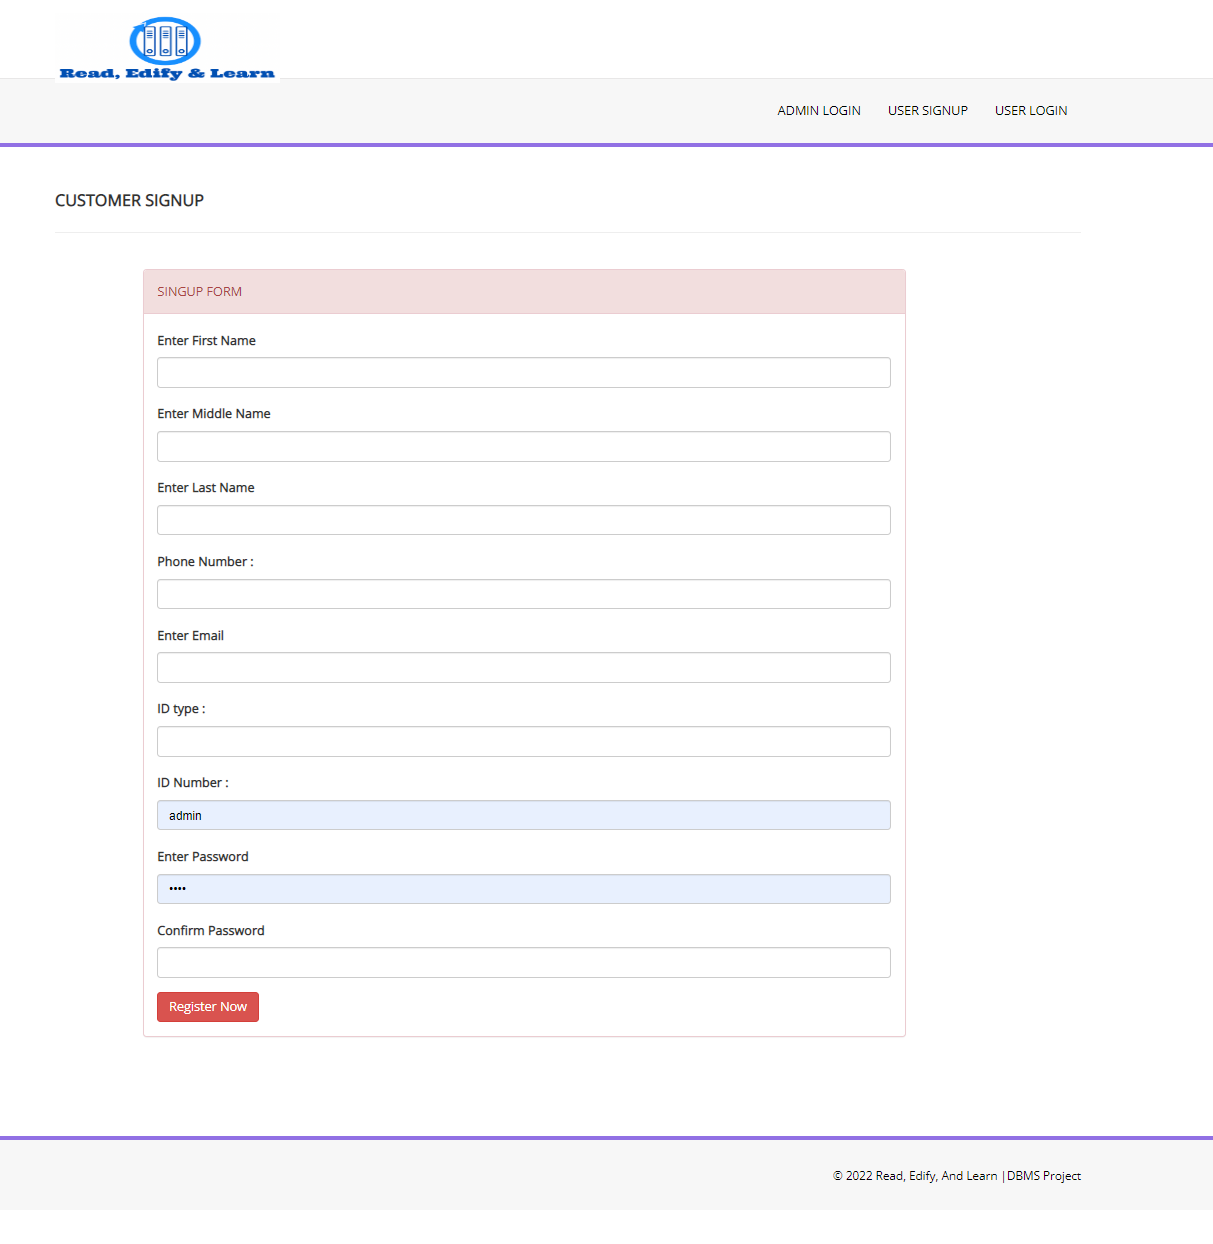 Read, Edify & Learn
ADMIN LOGIN USER SIGNUP USER LOGIN
CUSTOMER SIGNUP
SINGUP FORM
Enter First Name
Enter Middle Name
Enter Last Name
Phone Number :
Enter Email
ID type :
ID Number :
admin
Enter Password
••••
Confirm Password
Register Now
© 2022 Read, Edify, And Learn |DBMS Project